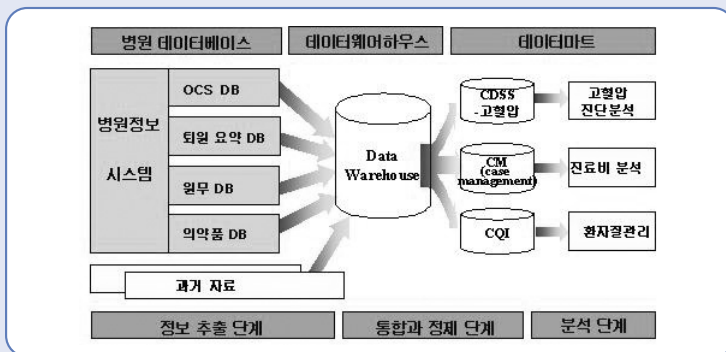 병원 데이터베이스
데이터웨어하우스
데이터마트
병원정보
시스템
OCS DB
퇴원 요약 DB
원무 DB
의약품 DB
과거 자료
Data
Warehouse
CDSS
-고혈압
CM
(case
management)
CQI
고혈압
진단분석
진료비 분석
환자질관리
정보 추출 단계
통합과 정제 단계
분석 단계